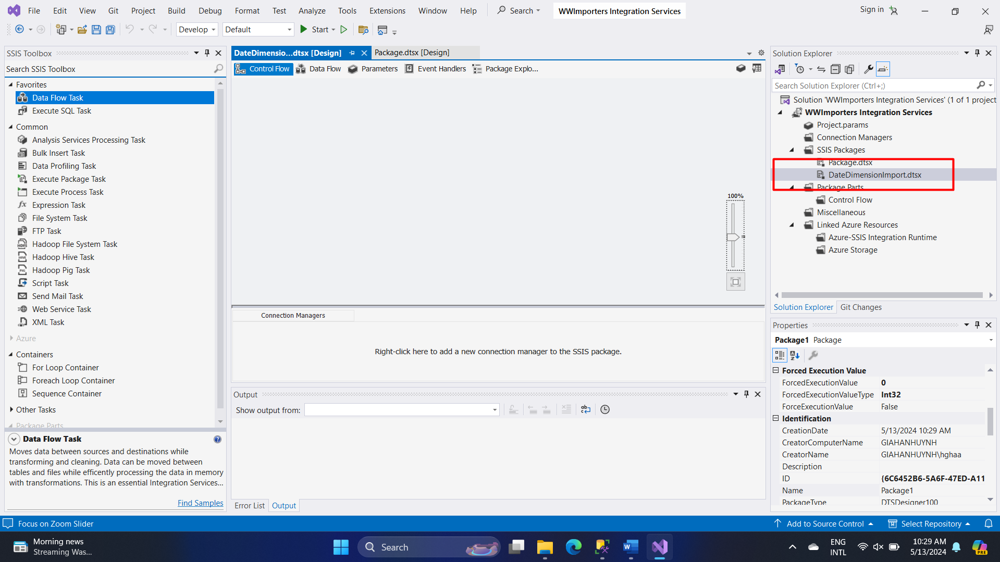 File Edit View Git Project Build Debug Format Test Analyze Tools Extensions Window Help Search WWImporters Integration Services Sign in
Develop Default Start
SSIS Toolbox
Search SSIS Toolbox
Favorites
Data Flow Task
Execute SQL Task
Common
Analysis Services Processing Task
Bulk Insert Task
Data Profiling Task
Execute Package Task
Execute Process Task
Expression Task
File System Task
FTP Task
Hadoop File System Task
Hadoop Hive Task
Hadoop Pig Task
Script Task
Send Mail Task
Web Service Task
XML Task
Azure
Containers
For Loop Container
Foreach Loop Container
Sequence Container
Other Tasks
Package Parts
Data Flow Task
Moves data between sources and destinations while
transforming and cleaning. Data can be moved between
tables and files while efficently processing the data in memory
with transformations. This is an essential Integration Services...
Find Samples
DateDimensio...dtsx [Design] Package.dtsx [Design]
Control Flow Data Flow Parameters Event Handlers Package Explo...
100%
Connection Managers
Right-click here to add a new connection manager to the SSIS package.
Output
Show output from:
Error List Output
Solution Explorer
Search Solution Explorer (Ctrl+;)
Solution 'WWImporters Integration Services' (1 of 1 project
WWImporters Integration Services
Project.params
Connection Managers
SSIS Packages
Package.dtsx
DateDimensionImport.dtsx
Package Parts
Control Flow
Miscellaneous
Linked Azure Resources
Azure-SSIS Integration Runtime
Azure Storage
Solution Explorer Git Changes
Properties
Package1 Package
Forced Execution Value
ForcedExecutionValue 0
ForcedExecutionValueType Int32
ForceExecutionValue False
Identification
CreationDate 5/13/2024 10:29 AM
CreatorComputerName GIAHANHUYNH
CreatorName GIAHANHUYNH\hghaa
Description
ID {6C6452B6-5A6F-47ED-A11
Name Package1
PackageType DTSDesigner100
Focus on Zoom Slider Add to Source Control Select Repository
Morning news
Streaming Was...
Search
ENG
INTL
10:29 AM
5/13/2024
PRE